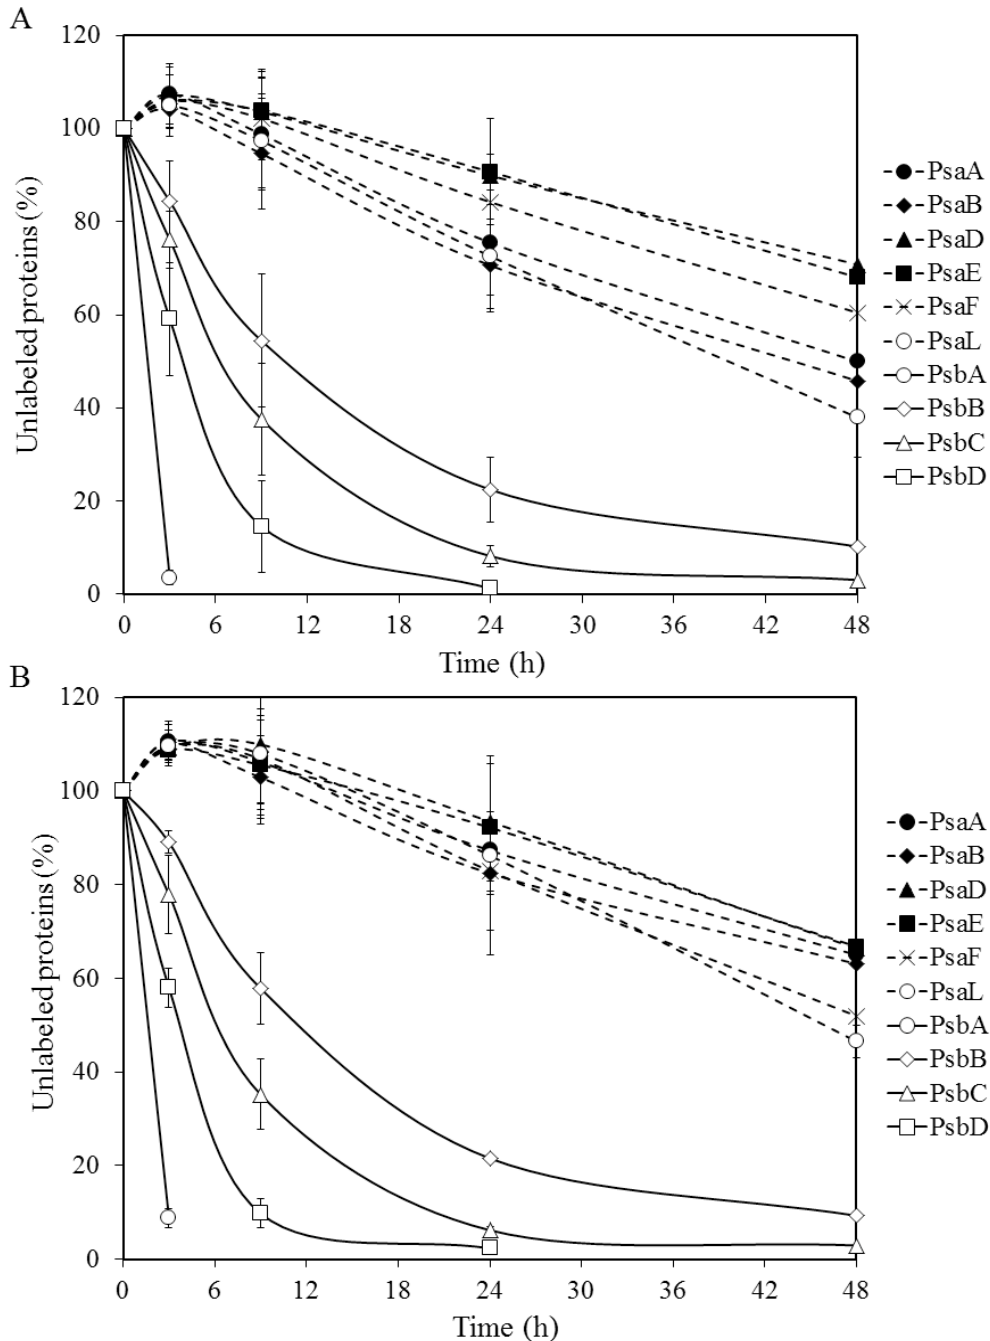 A
120
100
80
60
40
20
0
Unlabeled proteins (%)
0 6 12 18 24 30 36 42 48
Time (h)
PsaA
PsaB
PsaD
PsaE
PsaF
PsaL
PsbA
PsbB
PsbC
PsbD
B
120
100
80
60
40
20
0
Unlabeled proteins (%)
0 6 12 18 24 30 36 42 48
Time (h)
PsaA
PsaB
PsaD
PsaE
PsaF
PsaL
PsbA
PsbB
PsbC
PsbD